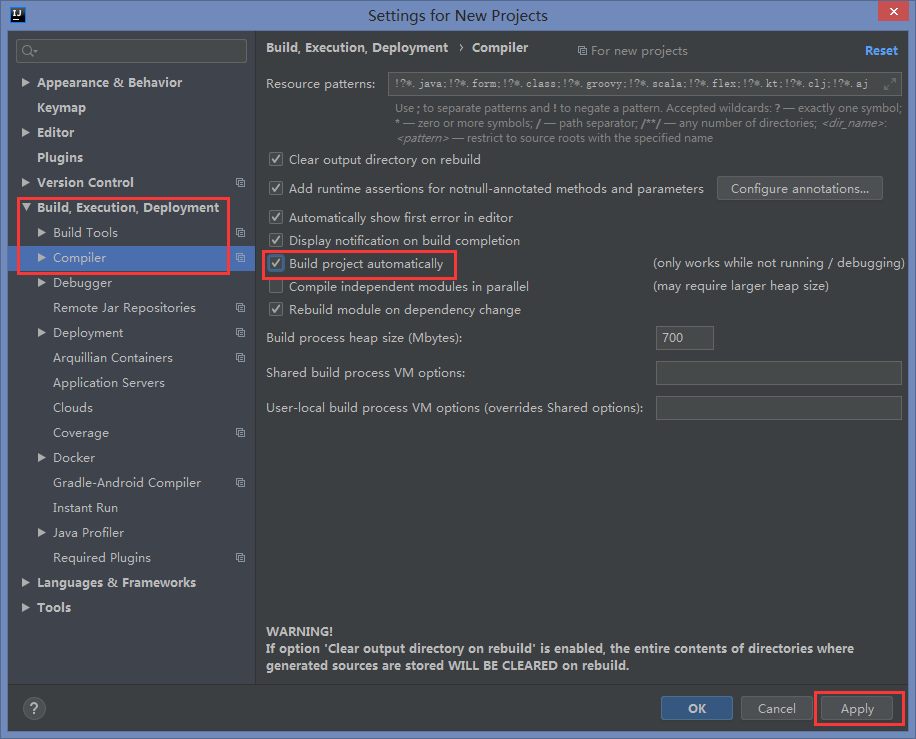 IJ
Settings for New Projects
Build, Execution, Deployment › Compiler
For new projects
Reset
Appearance & Behavior
Keymap
Editor
Plugins
Version Control
Build, Execution, Deployment
Build Tools
Compiler
Debugger
Remote Jar Repositories
Deployment
Arquillian Containers
Application Servers
Clouds
Coverage
Docker
Gradle-Android Compiler
Instant Run
Java Profiler
Required Plugins
Languages & Frameworks
Tools
Resource patterns: !?*.java;!?*.form;!?*.class;!?*.groovy;!?*.scala;!?*.flex;!?*.kt;!?*.clj;!?*.aj
Use ; to separate patterns and ! to negate a pattern. Accepted wildcards: ? — exactly one symbol;
* — zero or more symbols; / — path separator; /**/ — any number of directories; <dir_name>:
<pattern> — restrict to source roots with the specified name
Clear output directory on rebuild
Add runtime assertions for notnull-annotated methods and parameters Configure annotations...
Automatically show first error in editor
Display notification on build completion
Build project automatically (only works while not running / debugging)
Compile independent modules in parallel (may require larger heap size)
Rebuild module on dependency change
Build process heap size (Mbytes): 700
Shared build process VM options:
User-local build process VM options (overrides Shared options):
WARNING!
If option 'Clear output directory on rebuild' is enabled, the entire contents of directories where
generated sources are stored WILL BE CLEARED on rebuild.
? OK Cancel Apply